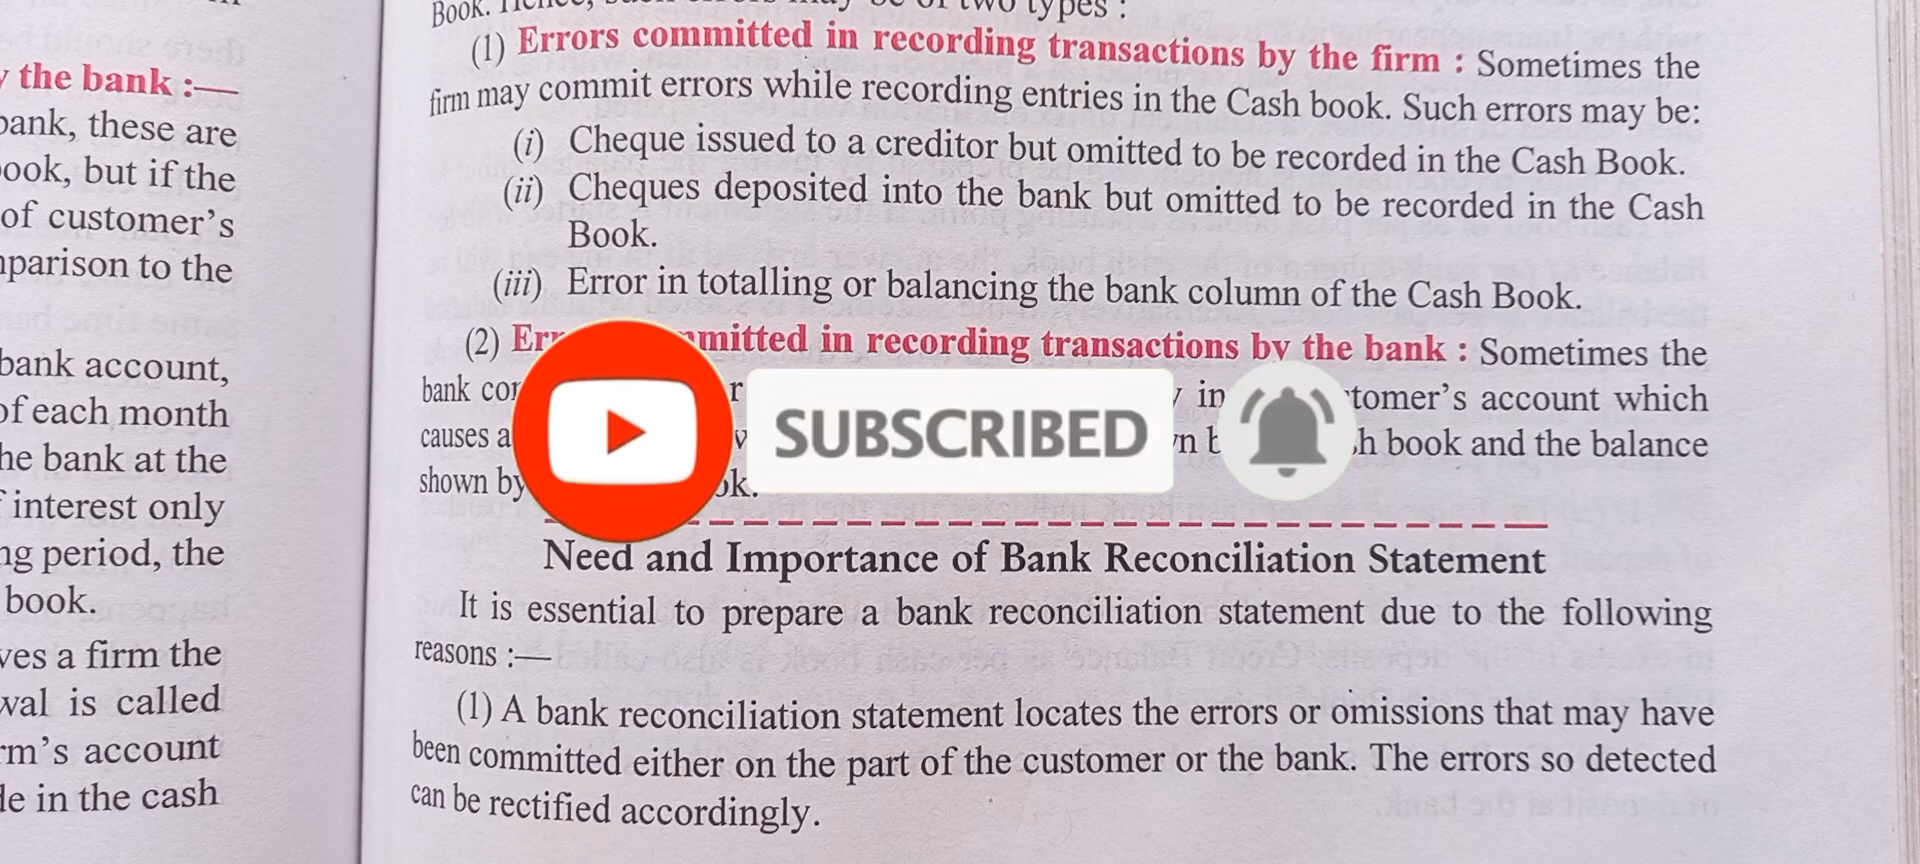 y the bank :—
bank, these are
book, but if the
of customer's
mparison to the
bank account,
of each month
the bank at the
interest only
ng period, the
book.
ves a firm the
wal is called
rm's account
de in the cash
Book. Hence, such errors may be of two types :
(1) Errors committed in recording transactions by the firm : Sometimes the
firm may commit errors while recording entries in the Cash book. Such errors may be:
(i) Cheque issued to a creditor but omitted to be recorded in the Cash Book.
(ii) Cheques deposited into the bank but omitted to be recorded in the Cash
Book.
(iii) Error in totalling or balancing the bank column of the Cash Book.
(2) Err mmitted in recording transactions by the bank : Sometimes the
bank in tomer's account which
causes a book and the balance
shown by
SUBSCRIBED
Need and Importance of Bank Reconciliation Statement
It is essential to prepare a bank reconciliation statement due to the following
reasons :—
(1) A bank reconciliation statement locates the errors or omissions that may have
been committed either on the part of the customer or the bank. The errors so detected
can be rectified accordingly.